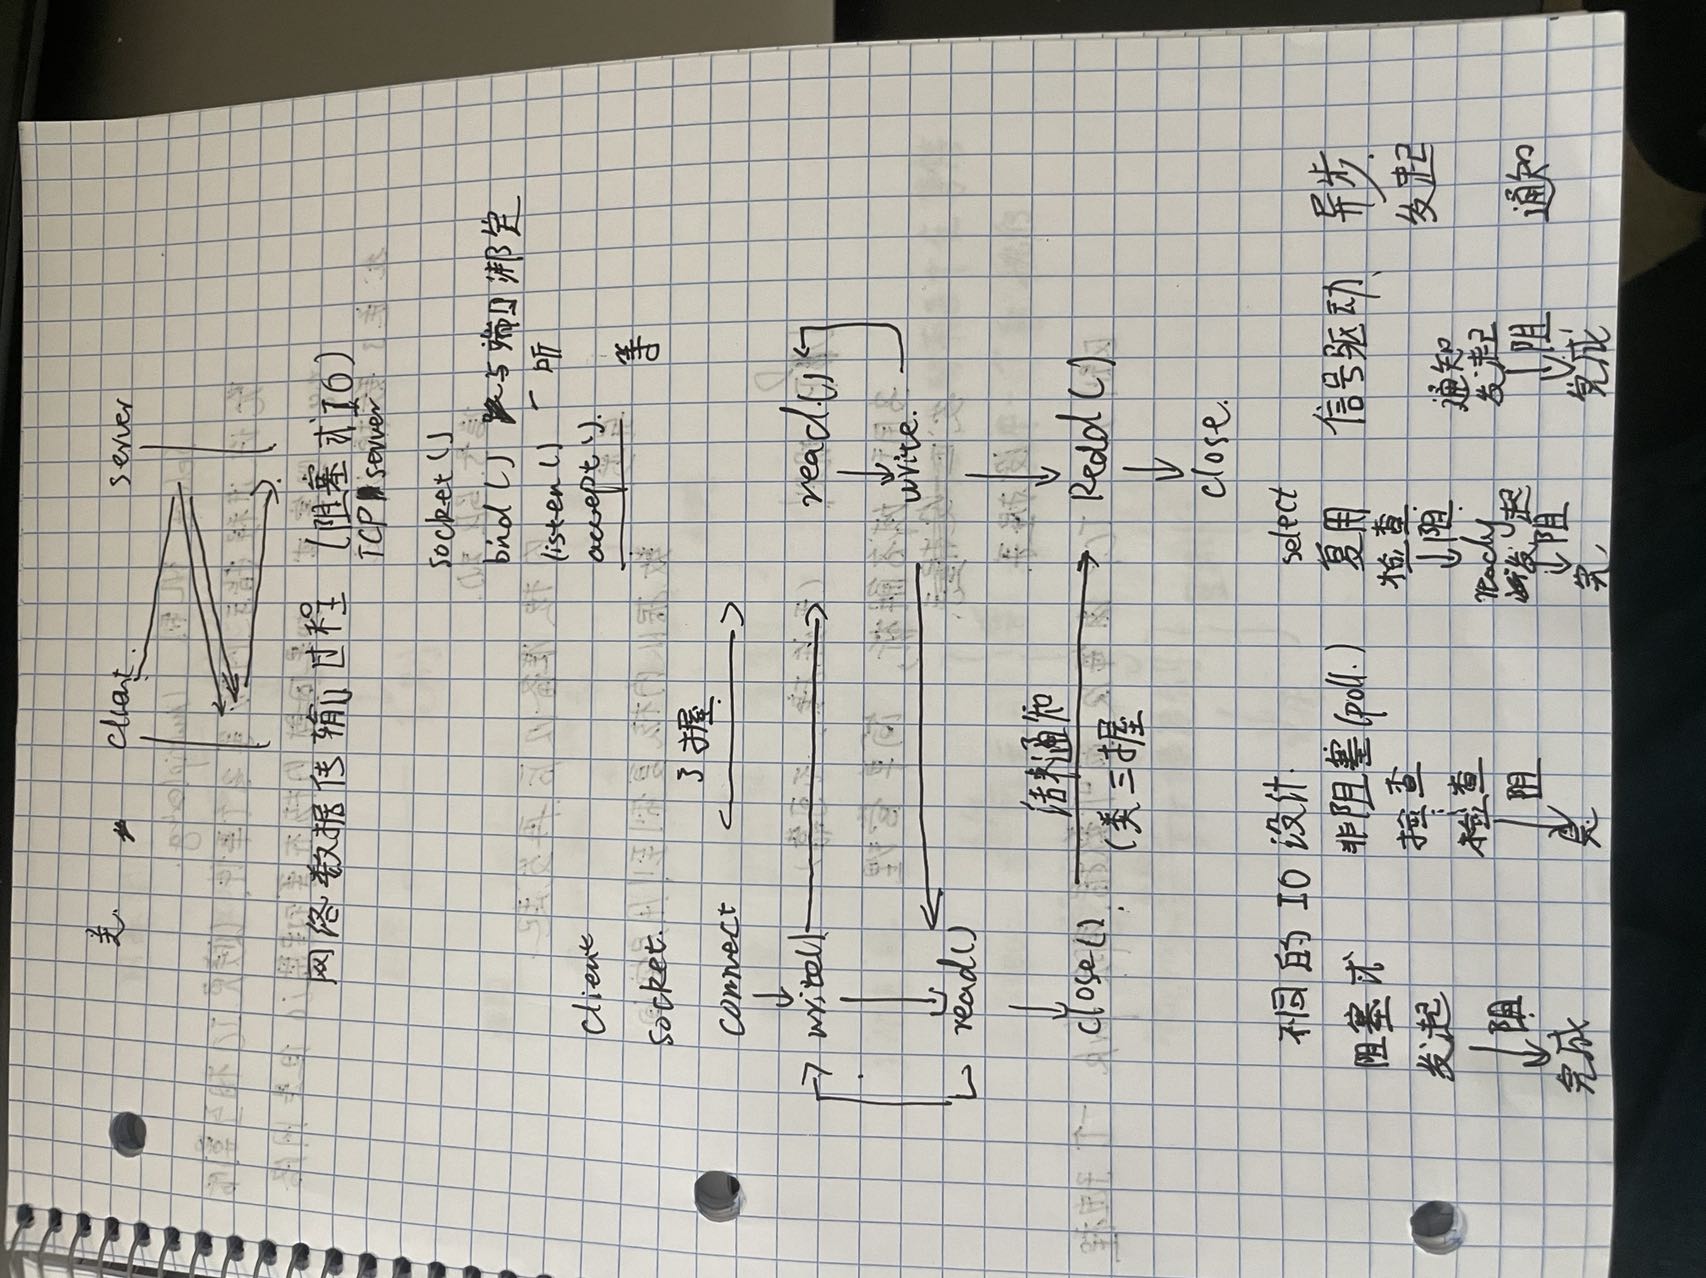 client. server
网络数据传输过程 (阻塞式IO)
TCP server
socket()
bind() 与端口绑定
listen() 听
accept(). 等
client
socket.
3握
connect
write() read.()
write.
read()
结束通知
close(). Read()
(类三握
close.
不同的IO设计. select
阻塞式 非阻塞(poll.) 复用 信号驱动 异步.
发起 检查 检查 发起
检查 阻 通知
阻 阻 ready 发起
发起 阻 通知
完成 阻 完成
完